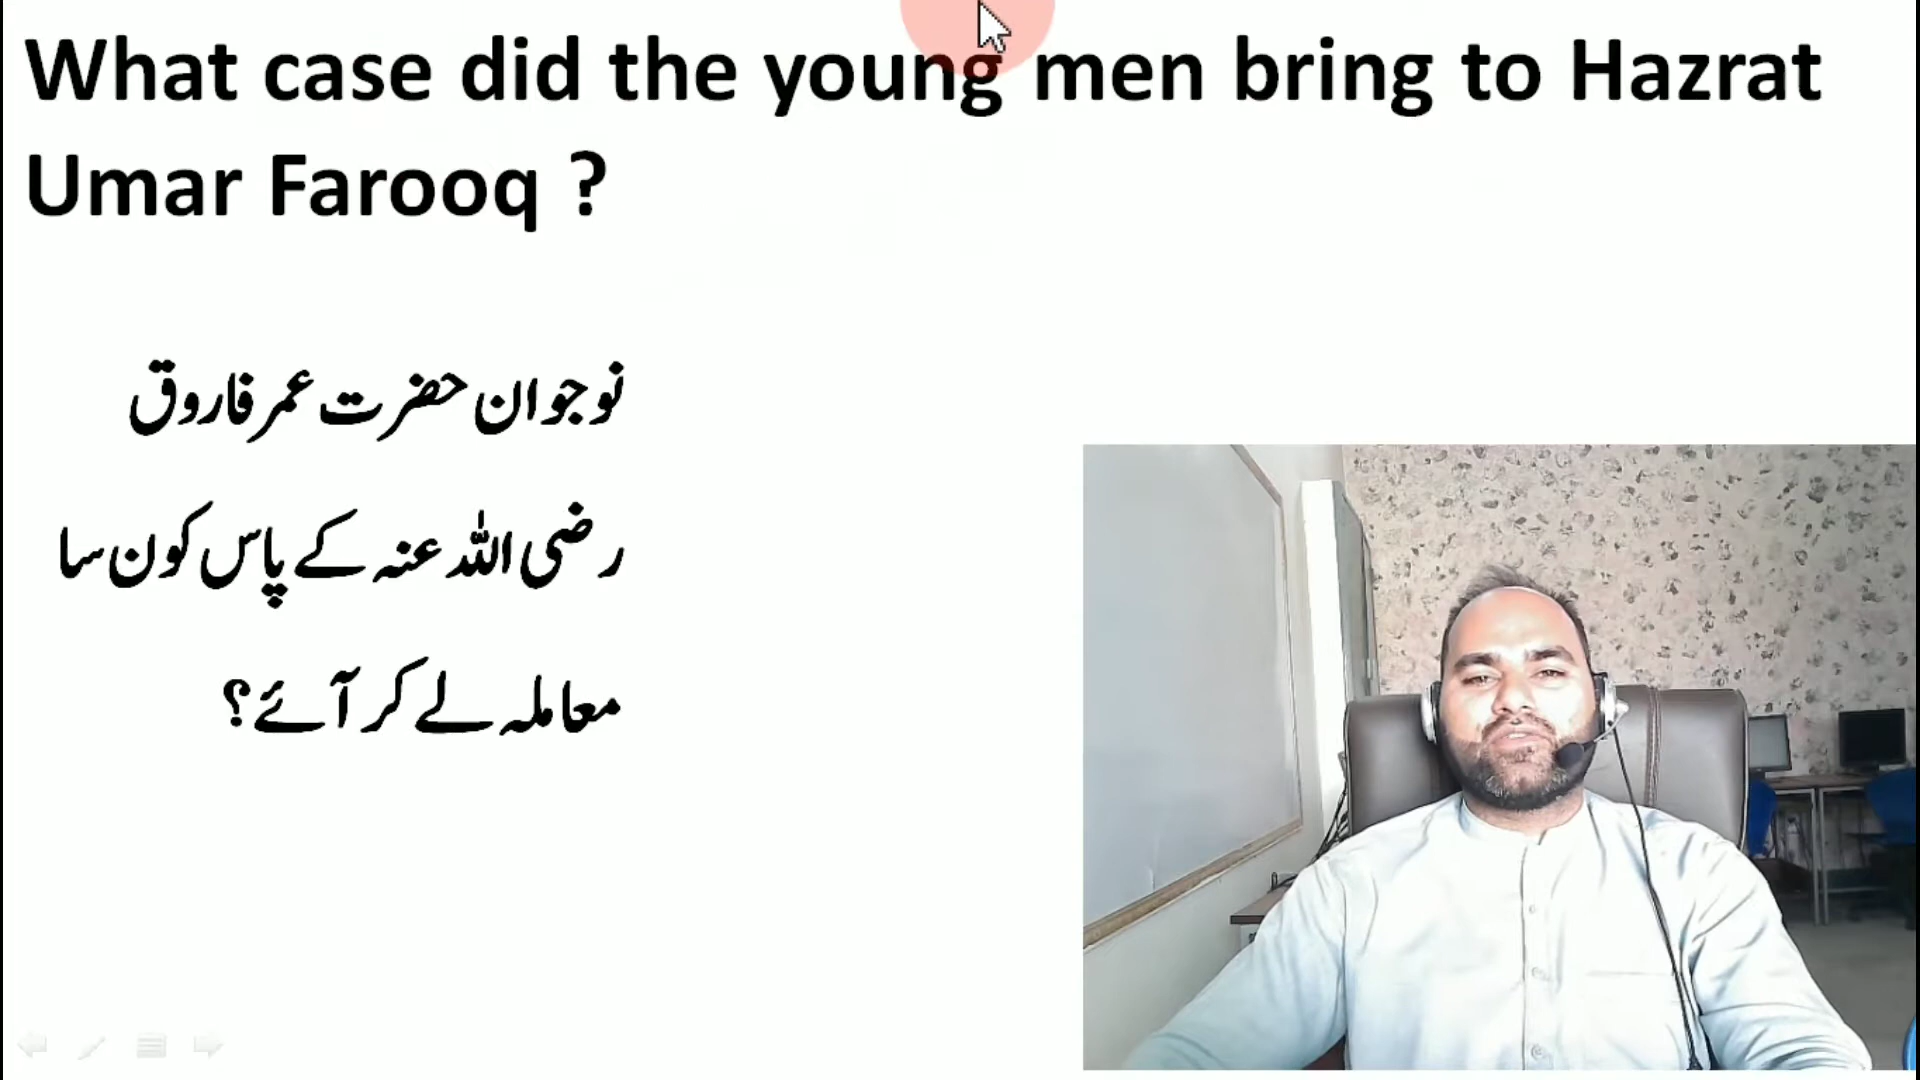 What case did the young men bring to Hazrat
Umar Farooq ?
نوجوان حضرت عمر فاروق
رضی اللہ عنہ کے پاس کون سا
معاملہ لے کر آئے؟